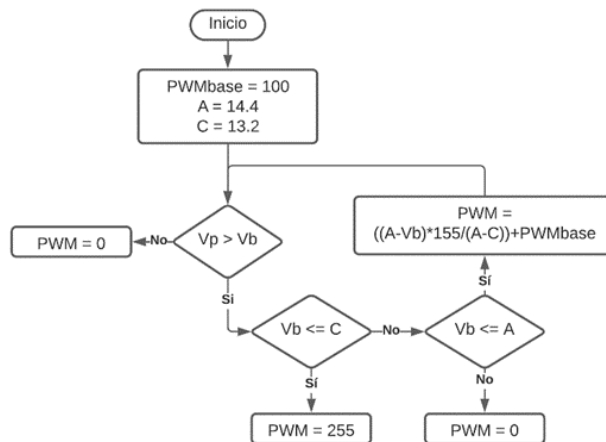 Inicio
PWMbase = 100
A = 14.4
C = 13.2
PWM =
((A-Vb)*155/(A-C))+PWMbase
PWM = 0
No
Vp > Vb
Si
Sí
Vb <= C
No
Vb <= A
Sí
No
PWM = 255
PWM = 0